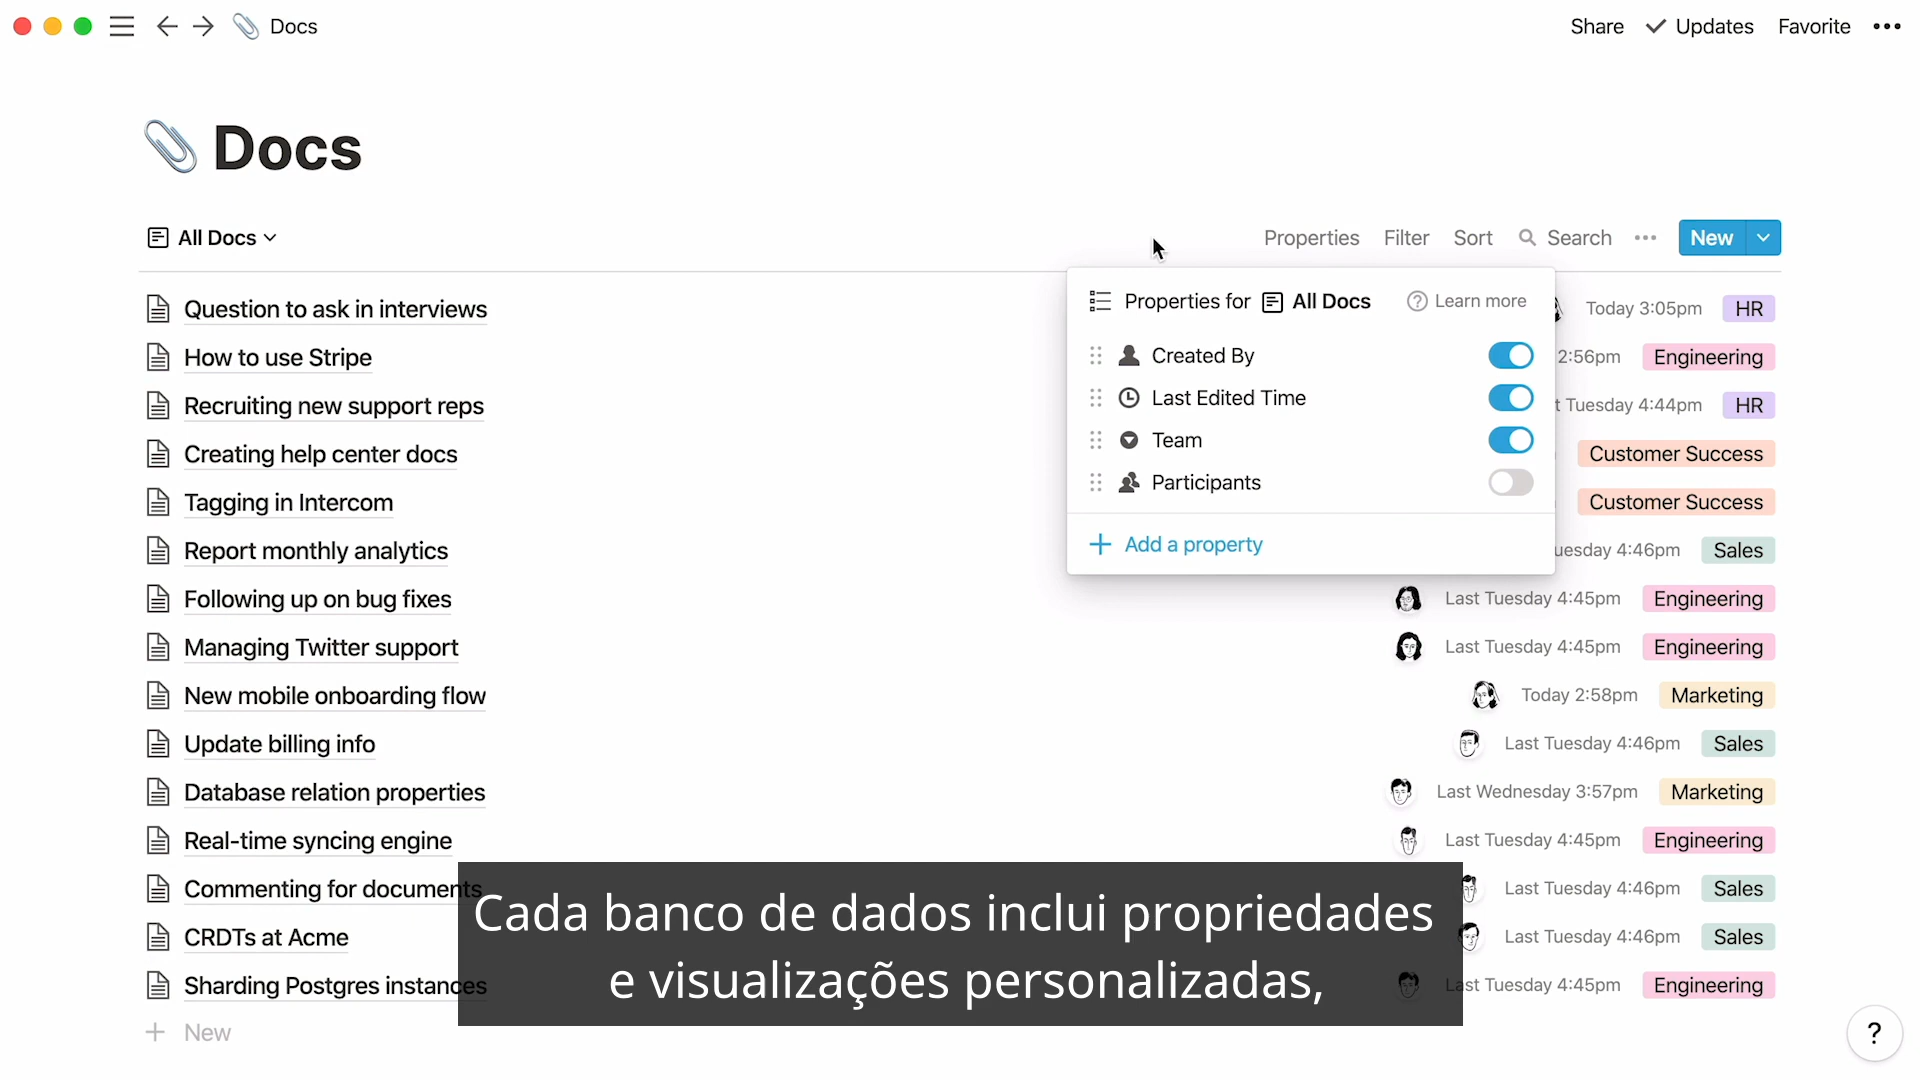 Docs
Share Updates Favorite
Docs
All Docs
Properties Filter Sort Search New
Properties for All Docs Learn more
Created By
Last Edited Time
Team
Participants
Add a property
Question to ask in interviews Today 3:05pm HR
How to use Stripe 2:56pm Engineering
Recruiting new support reps t Tuesday 4:44pm HR
Creating help center docs Customer Success
Tagging in Intercom Customer Success
Report monthly analytics uesday 4:46pm Sales
Following up on bug fixes Last Tuesday 4:45pm Engineering
Managing Twitter support Last Tuesday 4:45pm Engineering
New mobile onboarding flow Today 2:58pm Marketing
Update billing info Last Tuesday 4:46pm Sales
Database relation properties Last Wednesday 3:57pm Marketing
Real-time syncing engine Last Tuesday 4:45pm Engineering
Commenting for documents Last Tuesday 4:46pm Sales
CRDTs at Acme Last Tuesday 4:46pm Sales
Sharding Postgres instances Last Tuesday 4:45pm Engineering
New
?
Cada banco de dados inclui propriedades
e visualizações personalizadas,